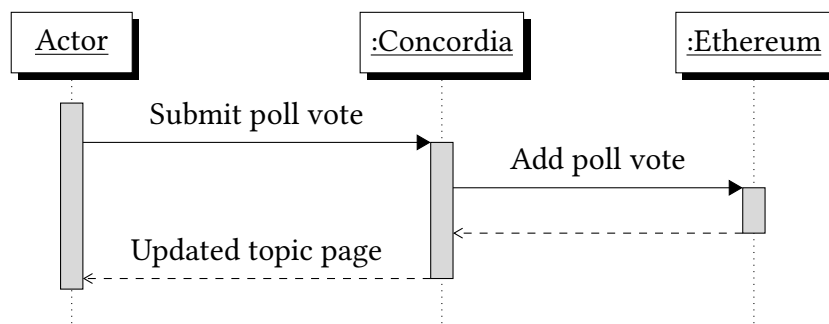 Actor
:Concordia
:Ethereum
Submit poll vote
Add poll vote
Updated topic page